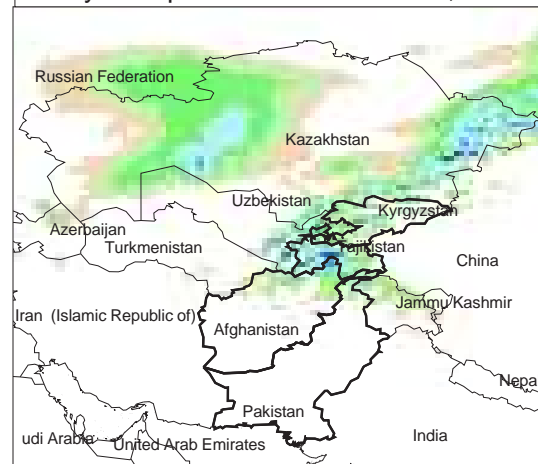 Russian Federation
Kazakhstan
Uzbekistan
Kyrgyzstan
Azerbaijan
Turkmenistan
Tajikistan
China
Jammu Kashmir
Iran (Islamic Republic of)
Afghanistan
Nepa
Pakistan
udi Arabia
United Arab Emirates
India